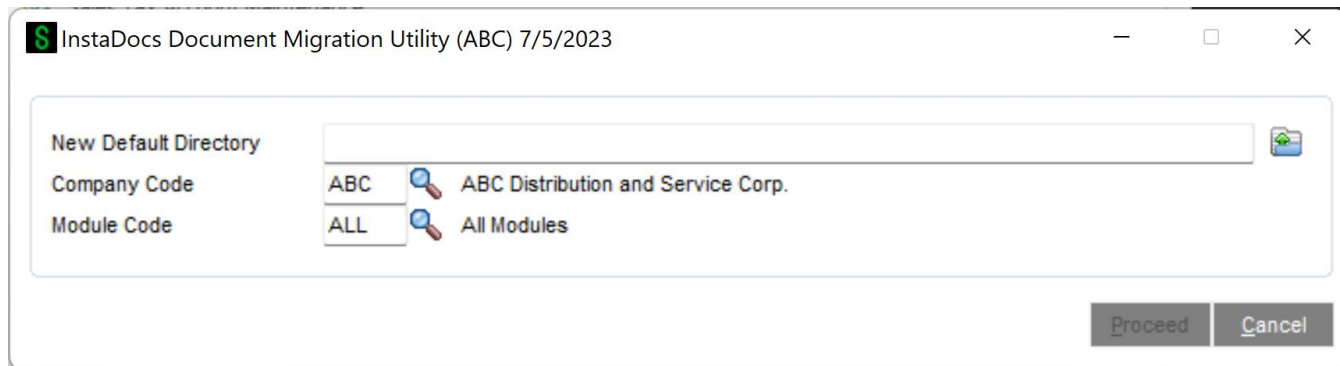 S InstaDocs Document Migration Utility (ABC) 7/5/2023
New Default Directory
Company Code ABC ABC Distribution and Service Corp.
Module Code ALL All Modules
Proceed Cancel